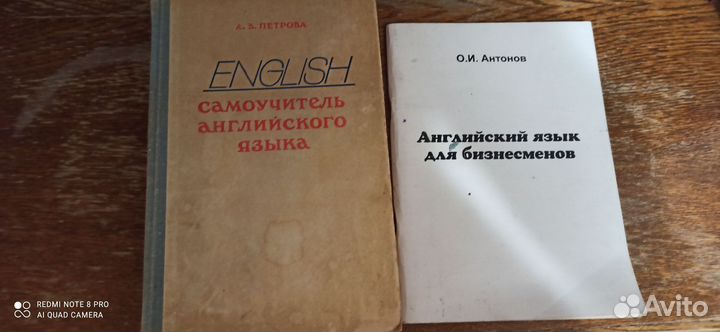 А. В. ПЕТРОВА
ENGLISH
САМОУЧИТЕЛЬ
АНГЛИЙСКОГО
ЯЗЫКА
О.И. Антонов
Английский язык
для бизнесменов
REDMI NOTE 8 PRO
AI QUAD CAMERA
Avito